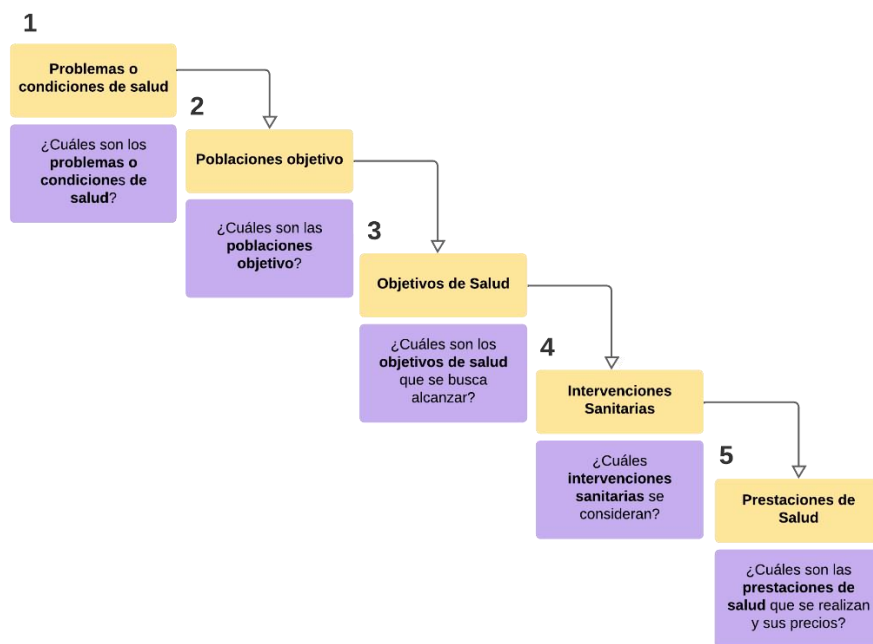 1
Problemas o
condiciones de salud
¿Cuáles son los
problemas o
condiciones de
salud?
2
Poblaciones objetivo
¿Cuáles son las
poblaciones
objetivo?
3
Objetivos de Salud
¿Cuáles son los
objetivos de salud
que se busca
alcanzar?
4
Intervenciones
Sanitarias
¿Cuáles
intervenciones
sanitarias se
consideran?
5
Prestaciones de
Salud
¿Cuáles son las
prestaciones de
salud que se realizan
y sus precios?